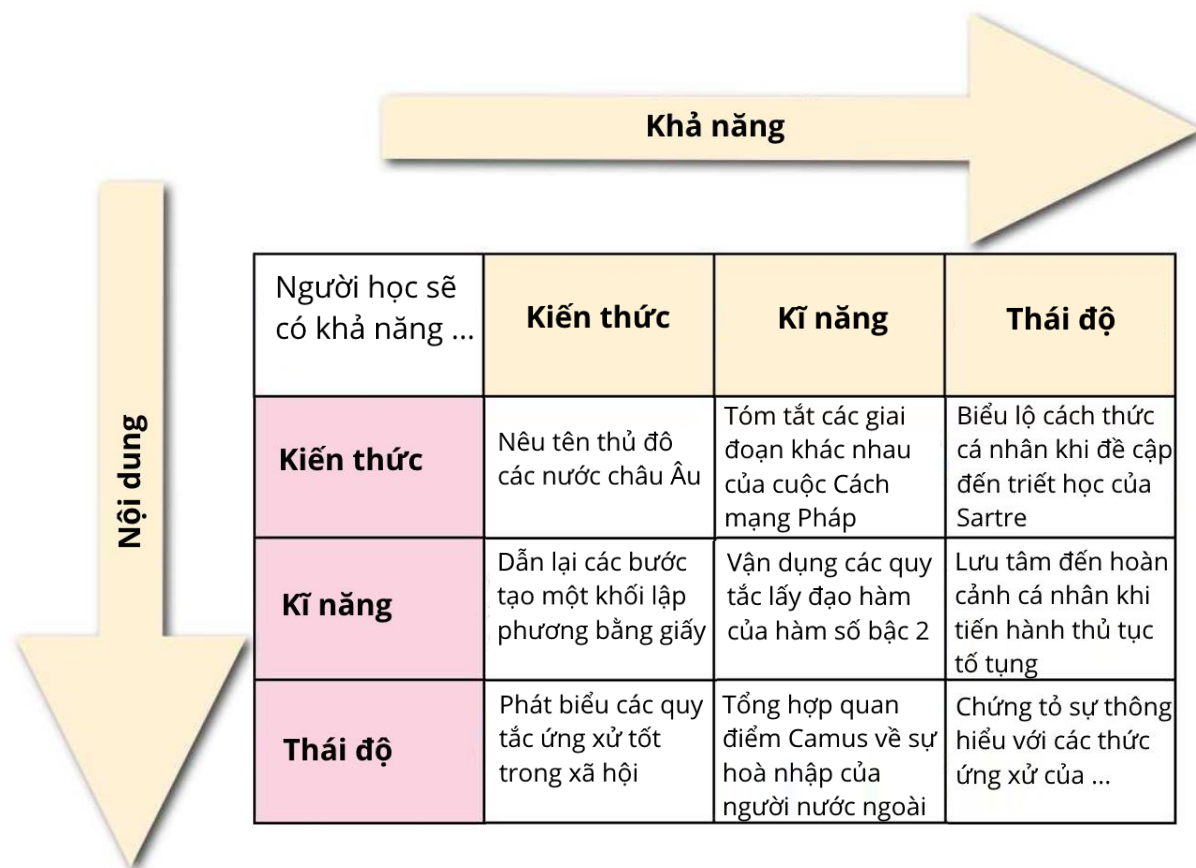 Khả năng
Nội dung
Người học sẽ
có khả năng ...
Kiến thức
Kĩ năng
Thái độ
Kiến thức
Nêu tên thủ đô
các nước châu Âu
Tóm tắt các giai
đoạn khác nhau
của cuộc Cách
mạng Pháp
Biểu lộ cách thức
cá nhân khi đề cập
đến triết học của
Sartre
Kĩ năng
Dẫn lại các bước
tạo một khối lập
phương bằng giấy
Vận dụng các quy
tắc lấy đạo hàm
của hàm số bậc 2
Lưu tâm đến hoàn
cảnh cá nhân khi
tiến hành thủ tục
tố tụng
Thái độ
Phát biểu các quy
tắc ứng xử tốt
trong xã hội
Tổng hợp quan
điểm Camus về sự
hoà nhập của
người nước ngoài
Chứng tỏ sự thông
hiểu với các thức
ứng xử của ...